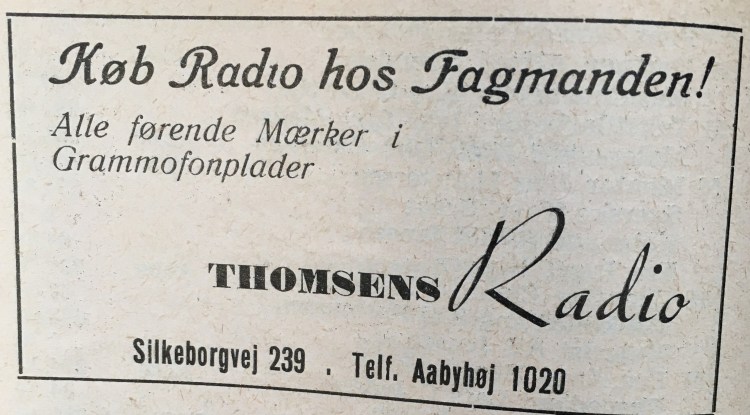 Køb Radio hos Fagmanden!
Alle førende Mærker i
Grammofonplader
THOMSENS Radio
Silkeborgvej 239 . Telf. Aabyhøj 1020